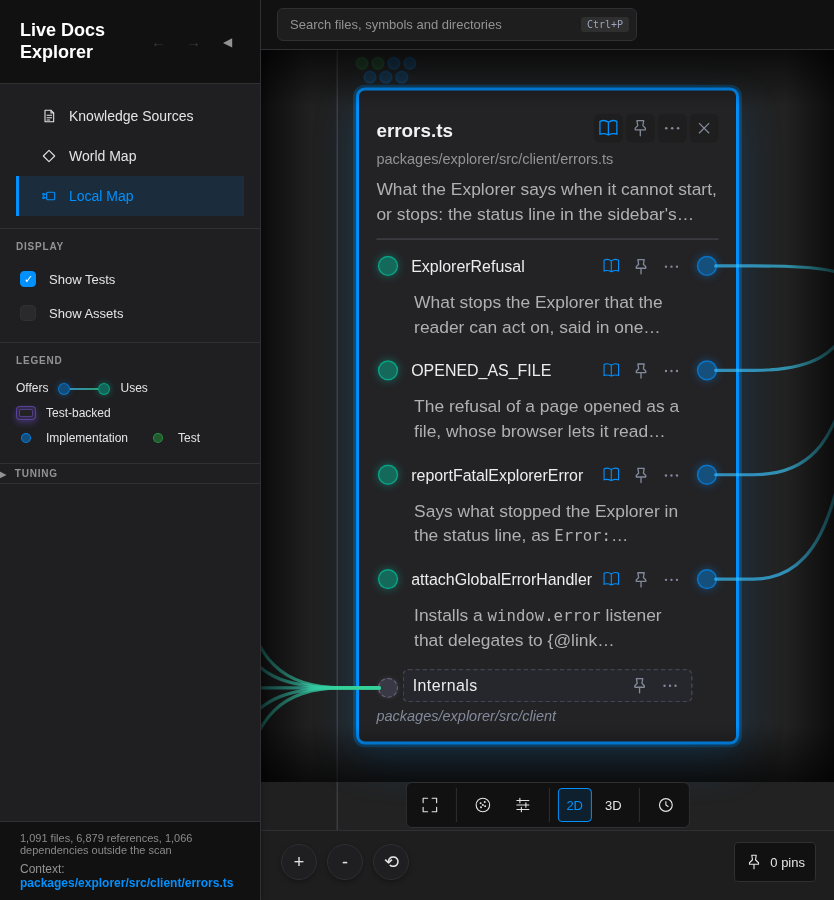 Live Docs
Explorer
Search files, symbols and directories
Ctrl+P
Knowledge Sources
World Map
Local Map
DISPLAY
Show Tests
Show Assets
LEGEND
Offers
Uses
Test-backed
Implementation
Test
TUNING
errors.ts
packages/explorer/src/client/errors.ts
What the Explorer says when it cannot start,
or stops: the status line in the sidebar's…
ExplorerRefusal
What stops the Explorer that the
reader can act on, said in one…
OPENED_AS_FILE
The refusal of a page opened as a
file, whose browser lets it read…
reportFatalExplorerError
Says what stopped the Explorer in
the status line, as Error:…
attachGlobalErrorHandler
Installs a window.error listener
that delegates to {@link…
Internals
packages/explorer/src/client
2D
3D
+
-
0 pins
1,091 files, 6,879 references, 1,066
dependencies outside the scan
Context:
packages/explorer/src/client/errors.ts